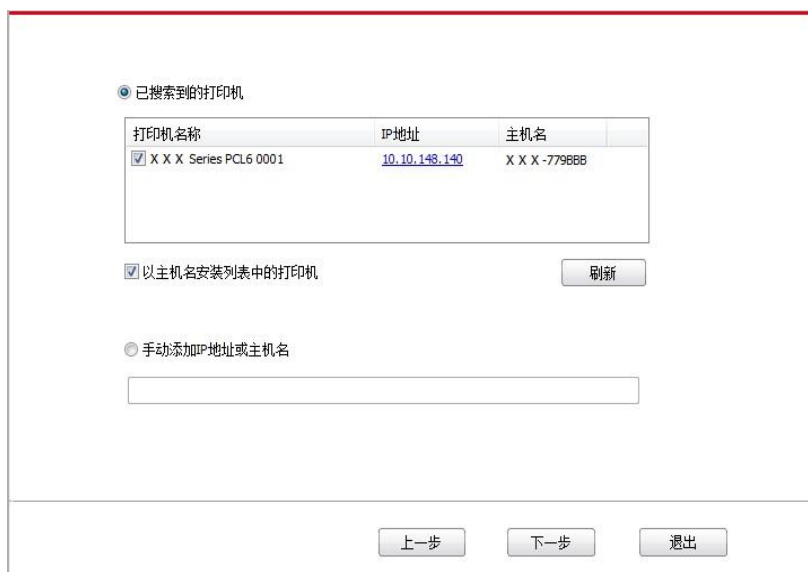 已搜索到的打印机
打印机名称 IP地址 主机名
X X X Series PCL6 0001 10.10.148.140 X X X -779BBB
以主机名安装列表中的打印机 刷新
手动添加IP地址或主机名
上一步 下一步 退出